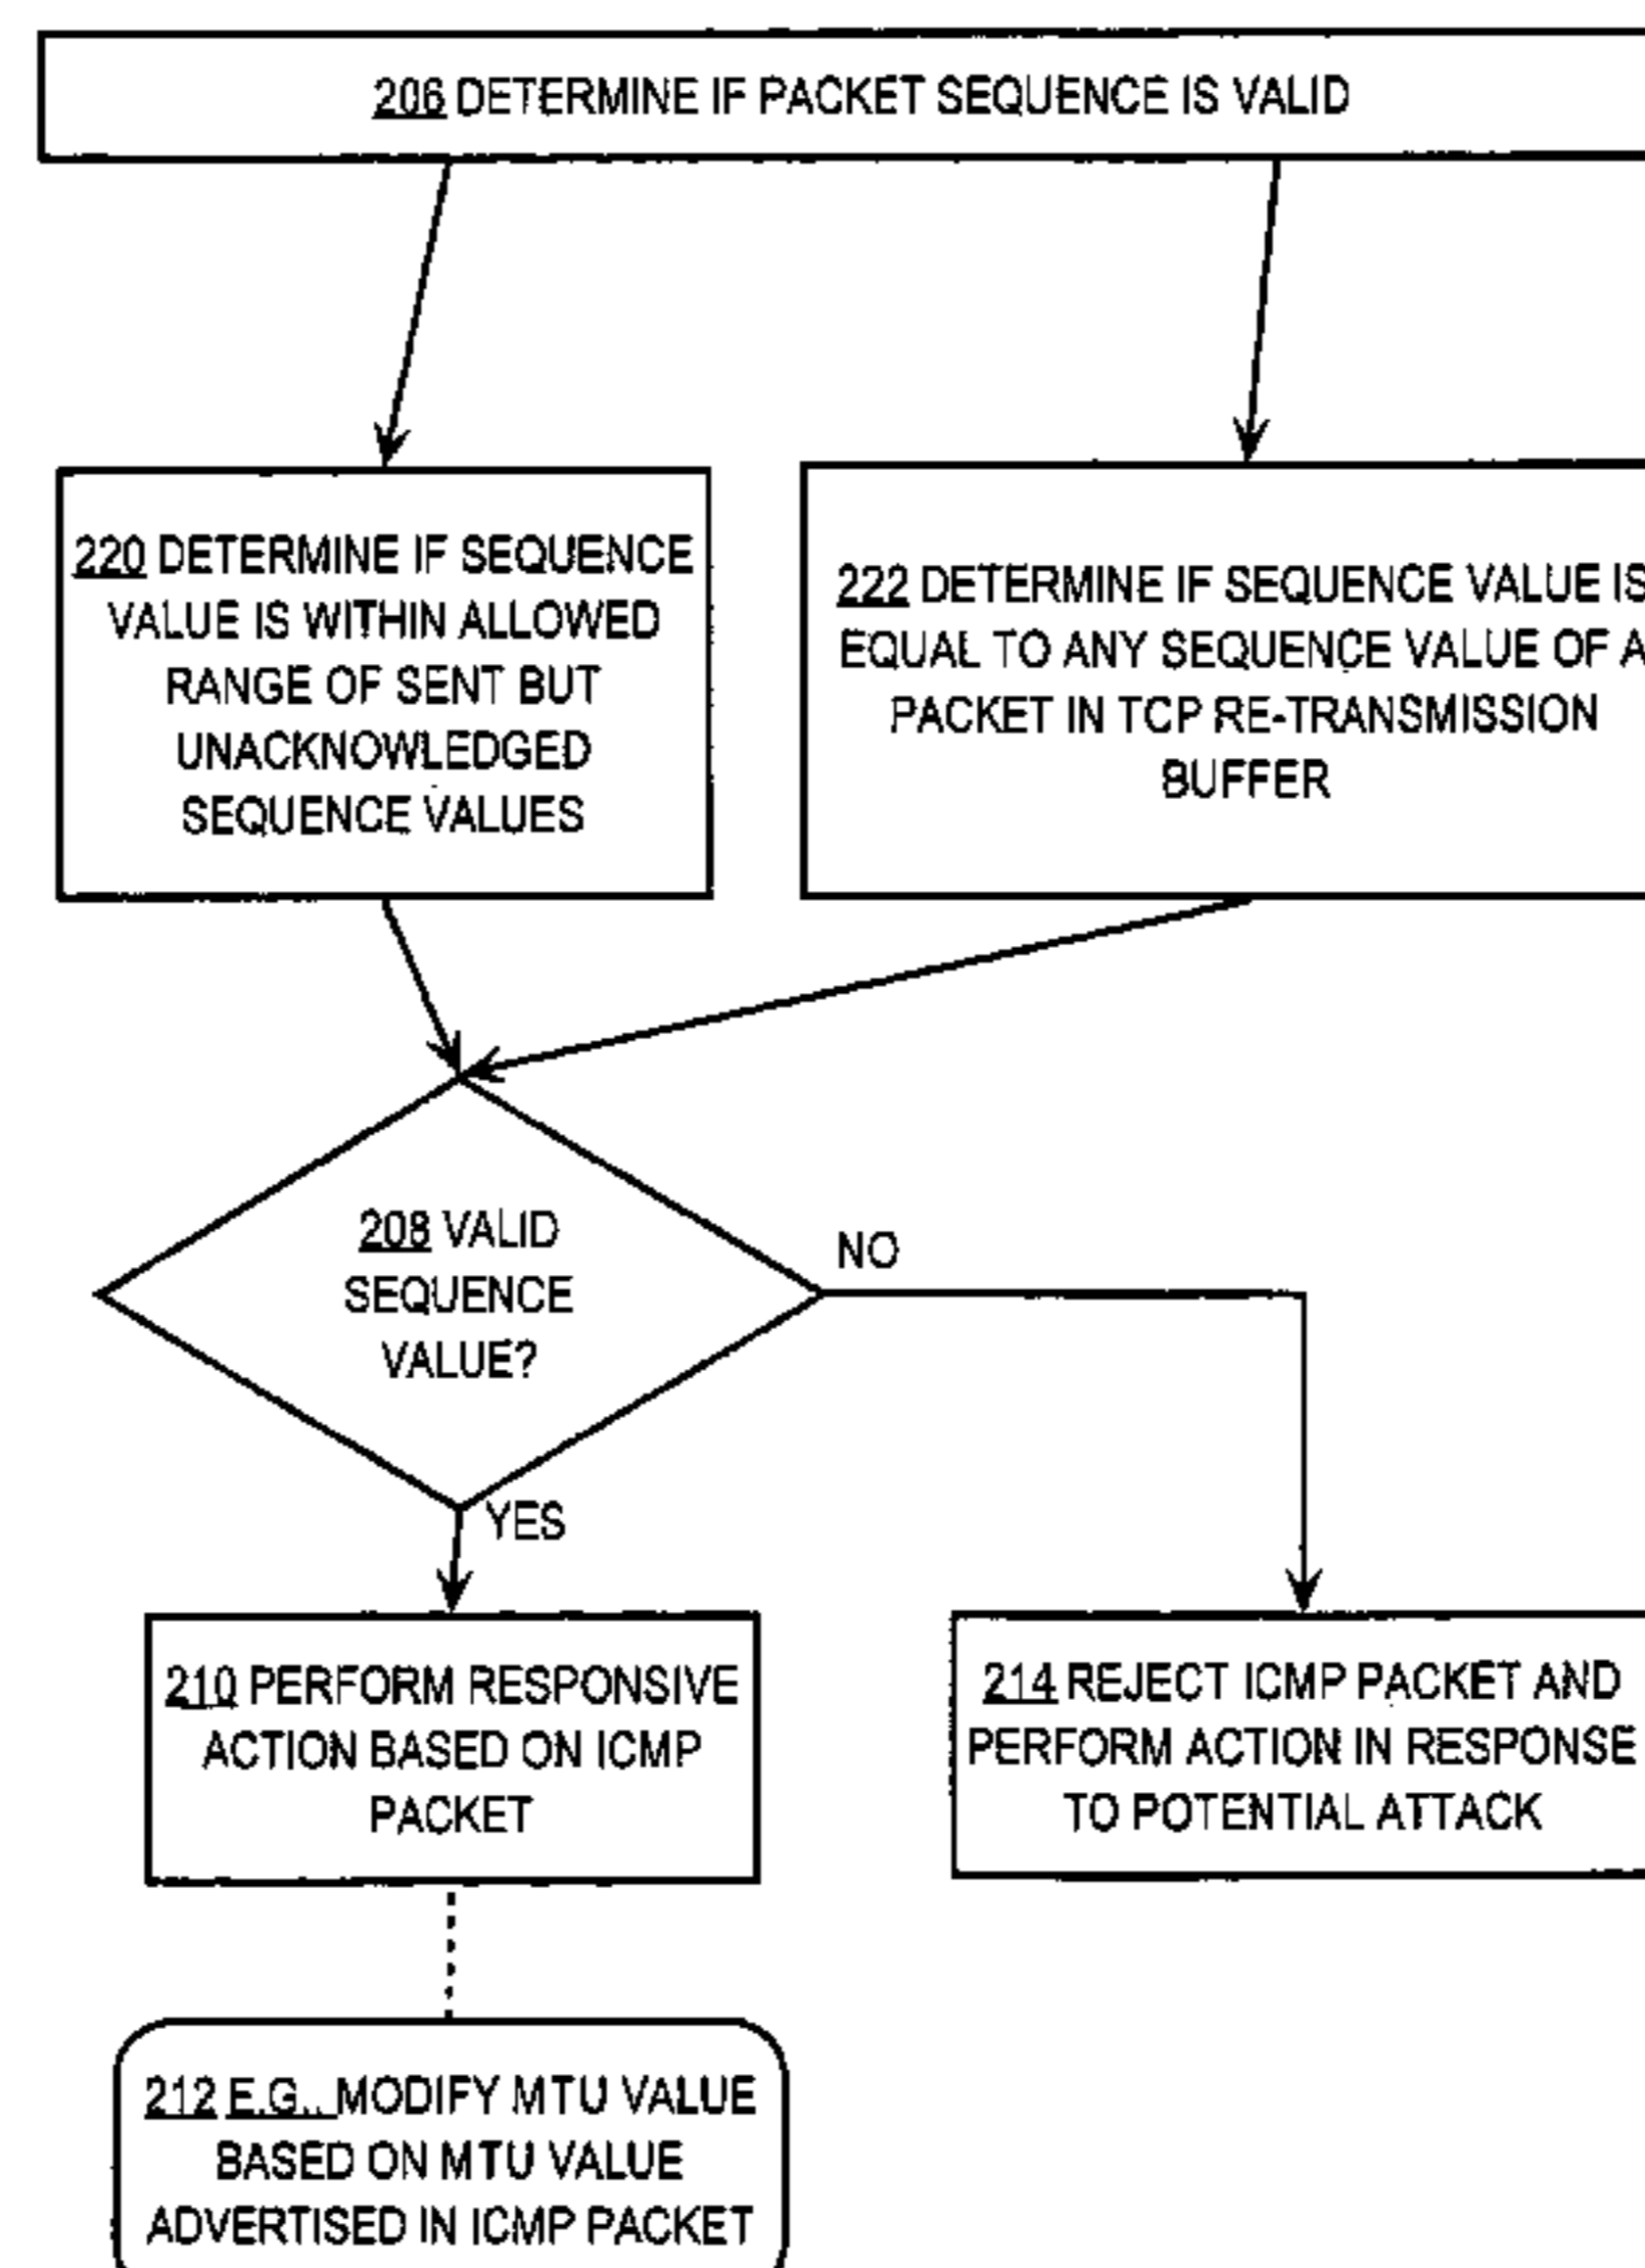 206 DETERMINE IF PACKET SEQUENCE IS VALID
220 DETERMINE IF SEQUENCE
VALUE IS WITHIN ALLOWED
RANGE OF SENT BUT
UNACKNOWLEDGED
SEQUENCE VALUES
222 DETERMINE IF SEQUENCE VALUE IS
EQUAL TO ANY SEQUENCE VALUE OF A
PACKET IN TCP RE-TRANSMISSION
BUFFER
208 VALID
SEQUENCE
VALUE?
NO
YES
210 PERFORM RESPONSIVE
ACTION BASED ON ICMP
PACKET
214 REJECT ICMP PACKET AND
PERFORM ACTION IN RESPONSE
TO POTENTIAL ATTACK
212 E.G., MODIFY MTU VALUE
BASED ON MTU VALUE
ADVERTISED IN ICMP PACKET